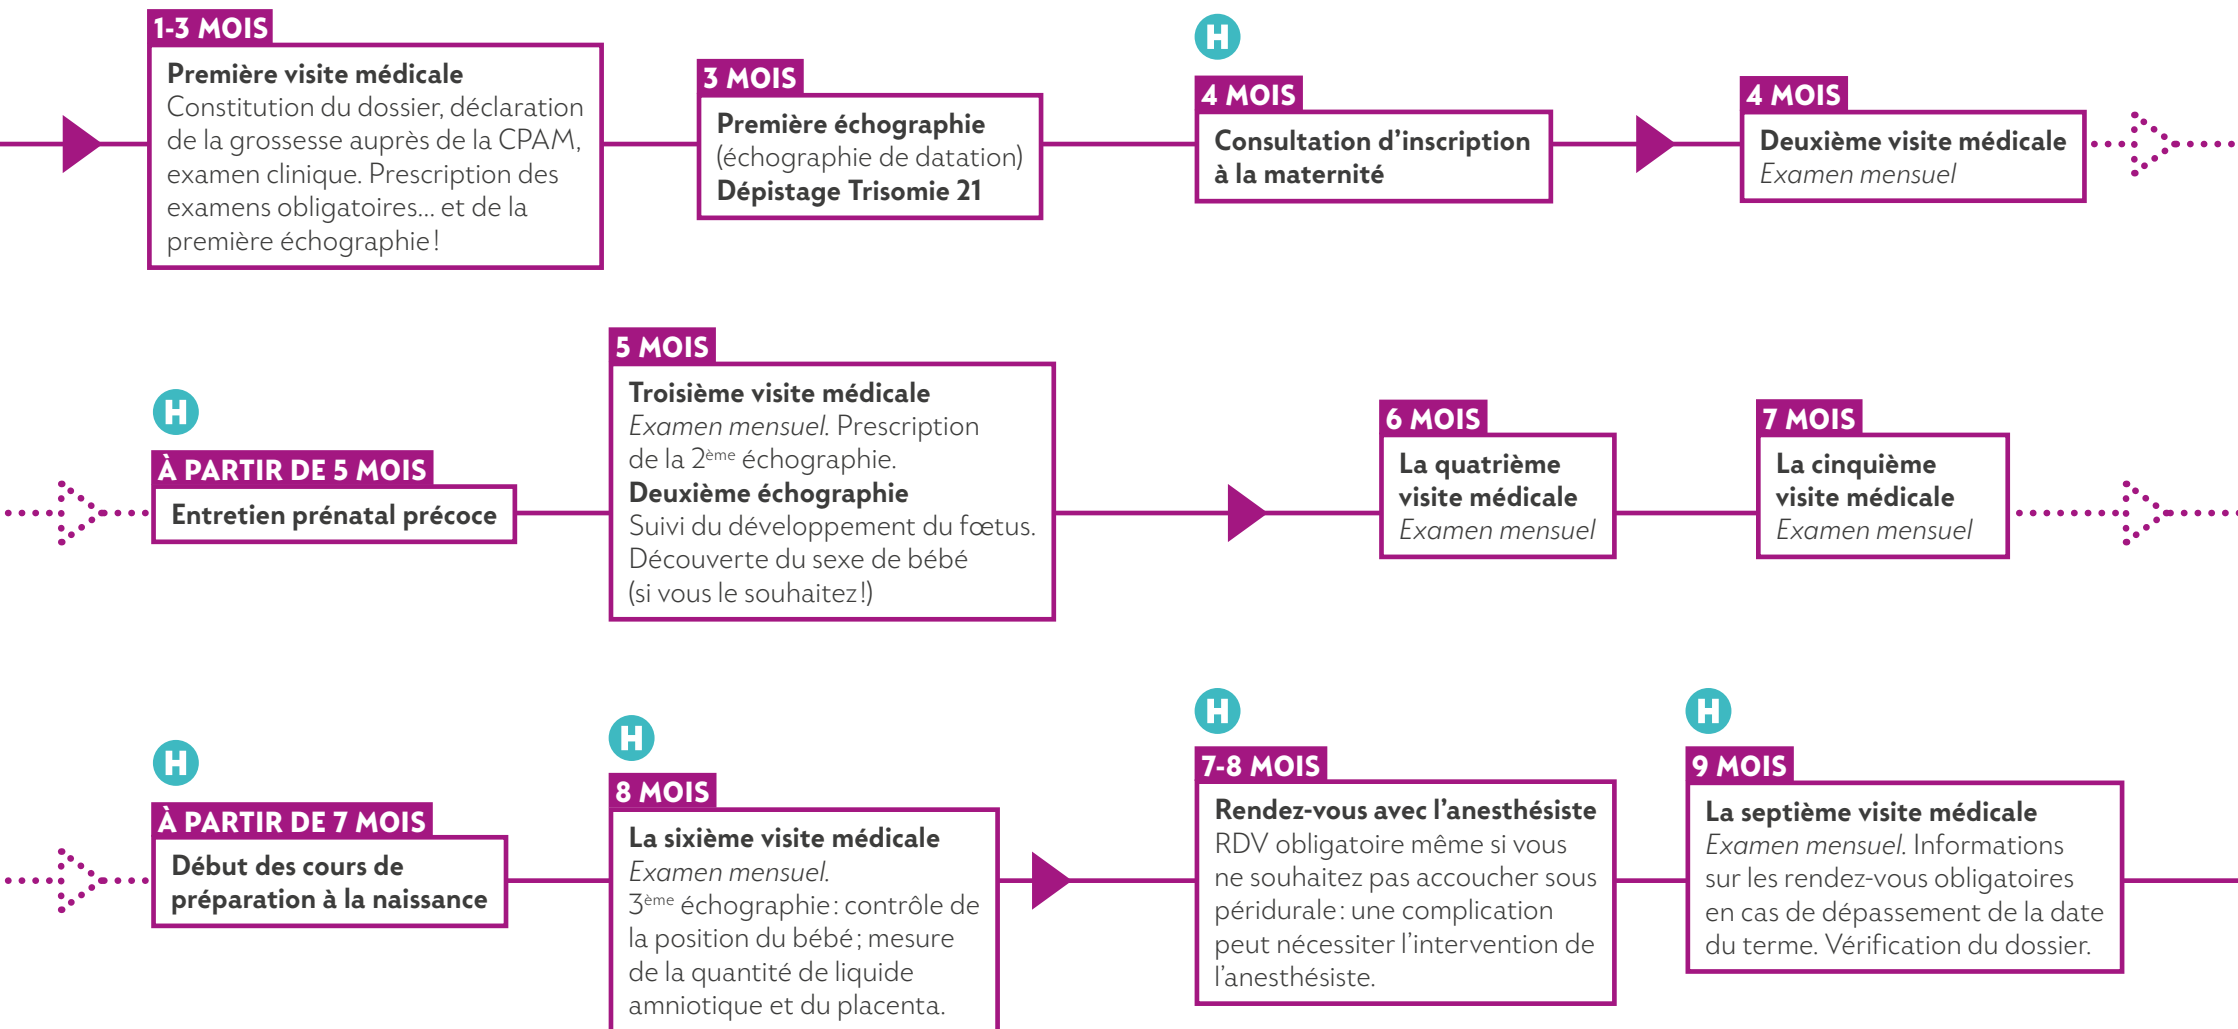 1-3 MOIS
Première visite médicale
Constitution du dossier, déclaration
de la grossesse auprès de la CPAM,
examen clinique. Prescription des
examens obligatoires... et de la
première échographie!
3 MOIS
Première échographie
(échographie de datation)
Dépistage Trisomie 21
H
4 MOIS
Consultation d'inscription
à la maternité
4 MOIS
Deuxième visite médicale
Examen mensuel
H
À PARTIR DE 5 MOIS
Entretien prénatal précoce
5 MOIS
Troisième visite médicale
Examen mensuel. Prescription
de la 2ème échographie.
Deuxième échographie
Suivi du développement du fœtus.
Découverte du sexe de bébé
(si vous le souhaitez!)
6 MOIS
La quatrième
visite médicale
Examen mensuel
7 MOIS
La cinquième
visite médicale
Examen mensuel
H
À PARTIR DE 7 MOIS
Début des cours de
préparation à la naissance
H
8 MOIS
La sixième visite médicale
Examen mensuel.
3ème échographie: contrôle de
la position du bébé; mesure
de la quantité de liquide
amniotique et du placenta.
H
7-8 MOIS
Rendez-vous avec l'anesthésiste
RDV obligatoire même si vous
ne souhaitez pas accoucher sous
péridurale: une complication
peut nécessiter l'intervention de
l'anesthésiste.
H
9 MOIS
La septième visite médicale
Examen mensuel. Informations
sur les rendez-vous obligatoires
en cas de dépassement de la date
du terme. Vérification du dossier.